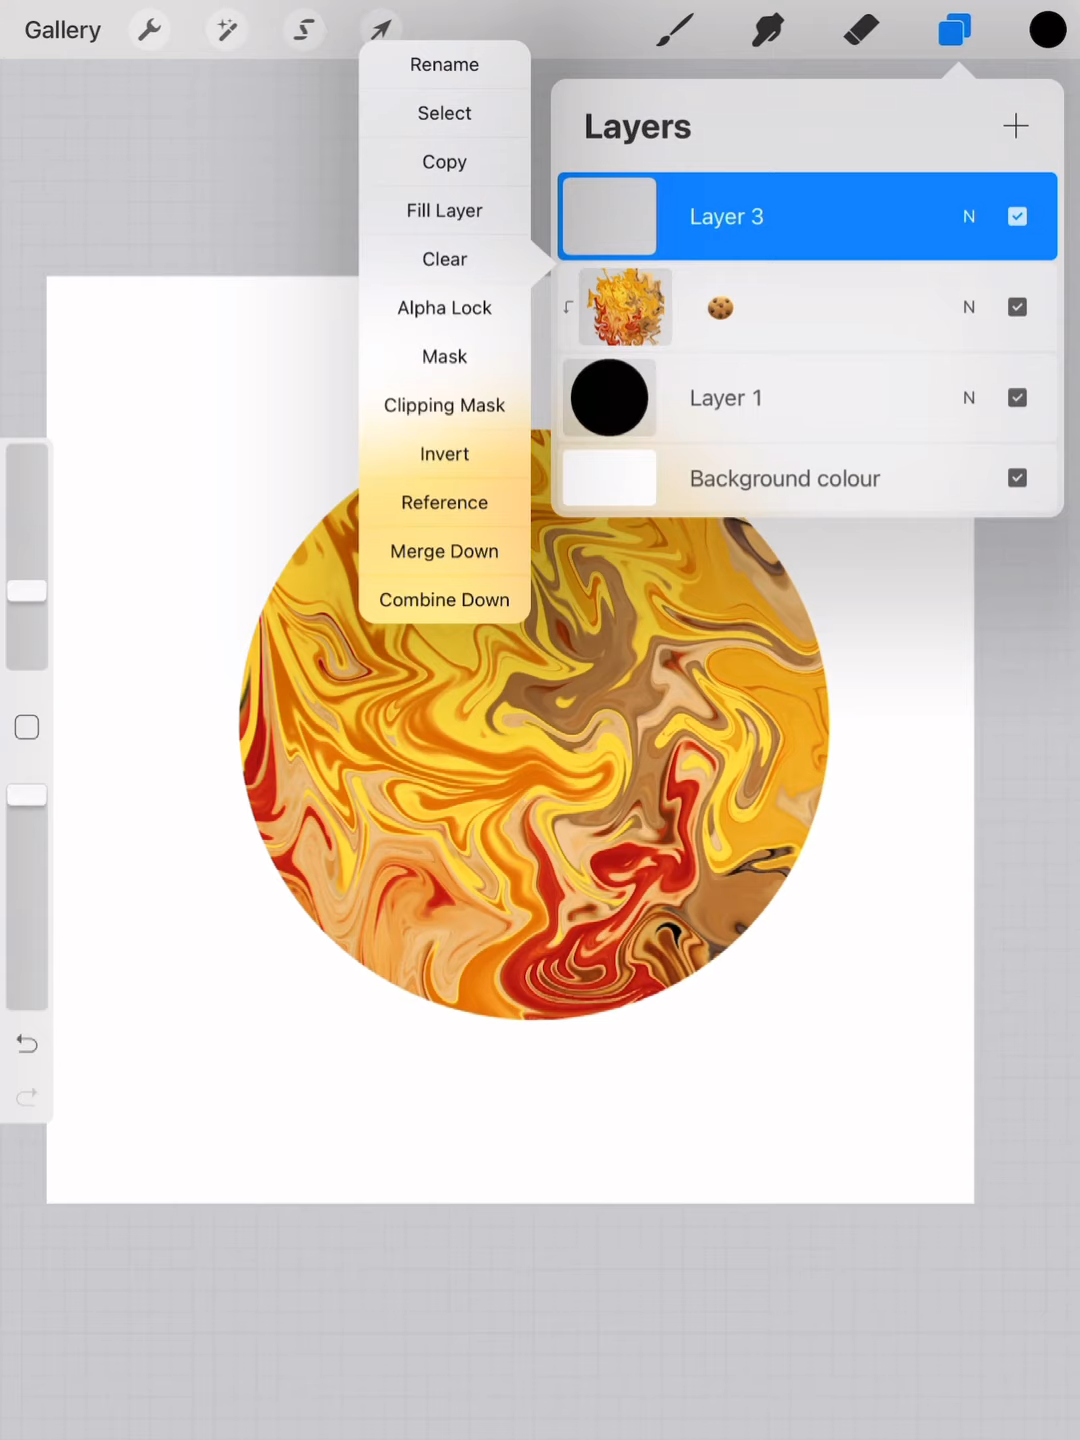 Gallery
Rename
Select
Copy
Fill Layer
Clear
Alpha Lock
Mask
Clipping Mask
Invert
Reference
Merge Down
Combine Down
Layers
Layer 3 N
🍪 N
Layer 1 N
Background colour